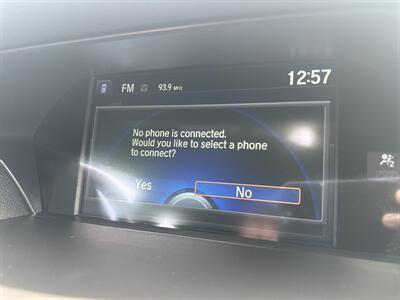 FM 93.9 MHz 12:57
No phone is connected.
Would you like to select a phone
to connect?
Yes No